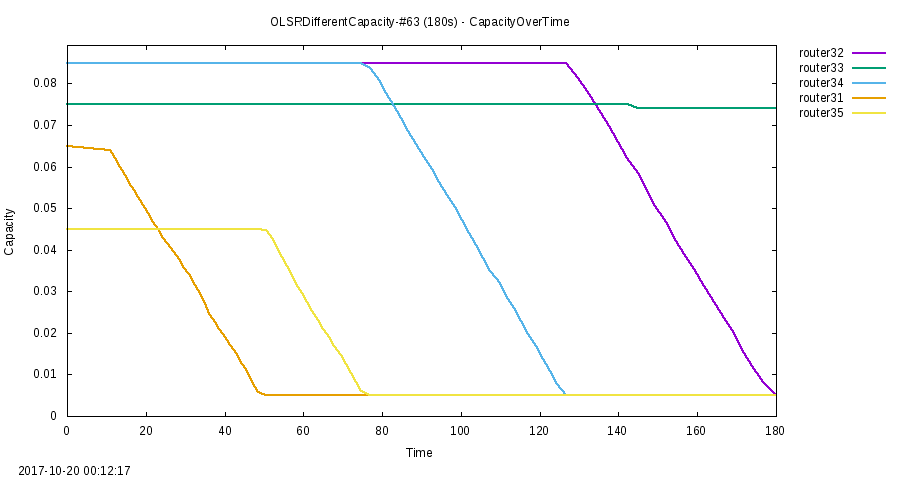 OLSRDifferentCapacity-#63 (180s) - CapacityOverTime
router32
router33
router34
router31
router35
0.08
0.07
0.06
0.05
0.04
0.03
0.02
0.01
0
Capacity
0 20 40 60 80 100 120 140 160 180
Time
2017-10-20 00:12:17